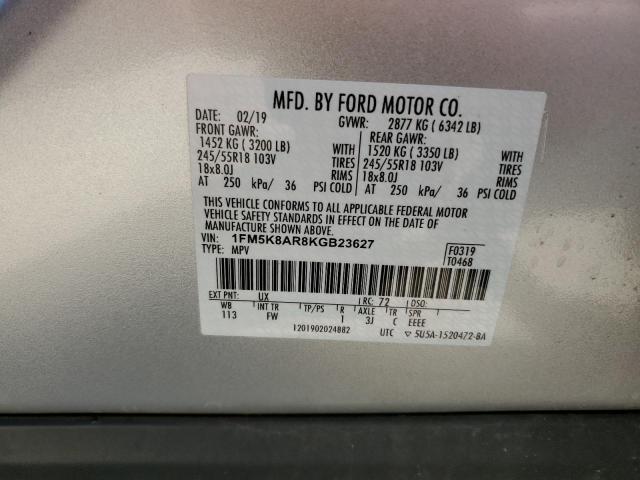 MFD. BY FORD MOTOR CO.
DATE: 02/19 GVWR: 2877 KG ( 6342 LB)
FRONT GAWR: REAR GAWR:
1452 KG ( 3200 LB) WITH 1520 KG ( 3350 LB) WITH
245/55R18 103V TIRES 245/55R18 103V TIRES
18x8.0J RIMS 18x8.0J RIMS
AT 250 kPa/ 36 PSI COLD AT 250 kPa/ 36 PSI COLD
THIS VEHICLE CONFORMS TO ALL APPLICABLE FEDERAL MOTOR
VEHICLE SAFETY STANDARDS IN EFFECT ON THE DATE OF
MANUFACTURE SHOWN ABOVE.
VIN: 1FM5K8AR8KGB23627 F0319
TYPE: MPV T0468
EXT PNT: UX RC: 72 DSO:
WB INT TR TP/PS R AXLE TR SPR
113 FW 1 3J C EEEE
I201902024882 UTC ▽ 5U5A-1520472-BA